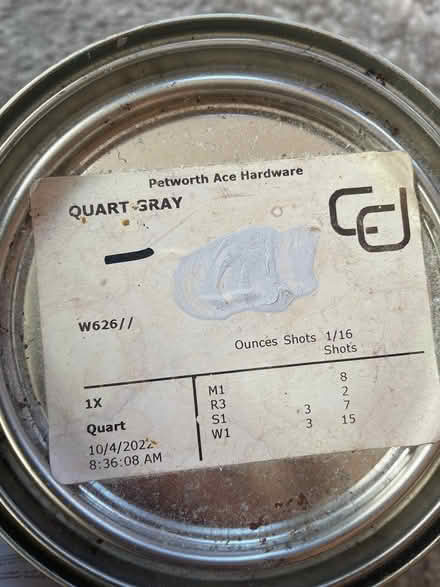 Petworth Ace Hardware
QUART GRAY
W626//
Ounces Shots 1/16
Shots
1X
Quart
10/4/2022
8:36:08 AM
M1 8
R3 2
S1 3 7
W1 3 15